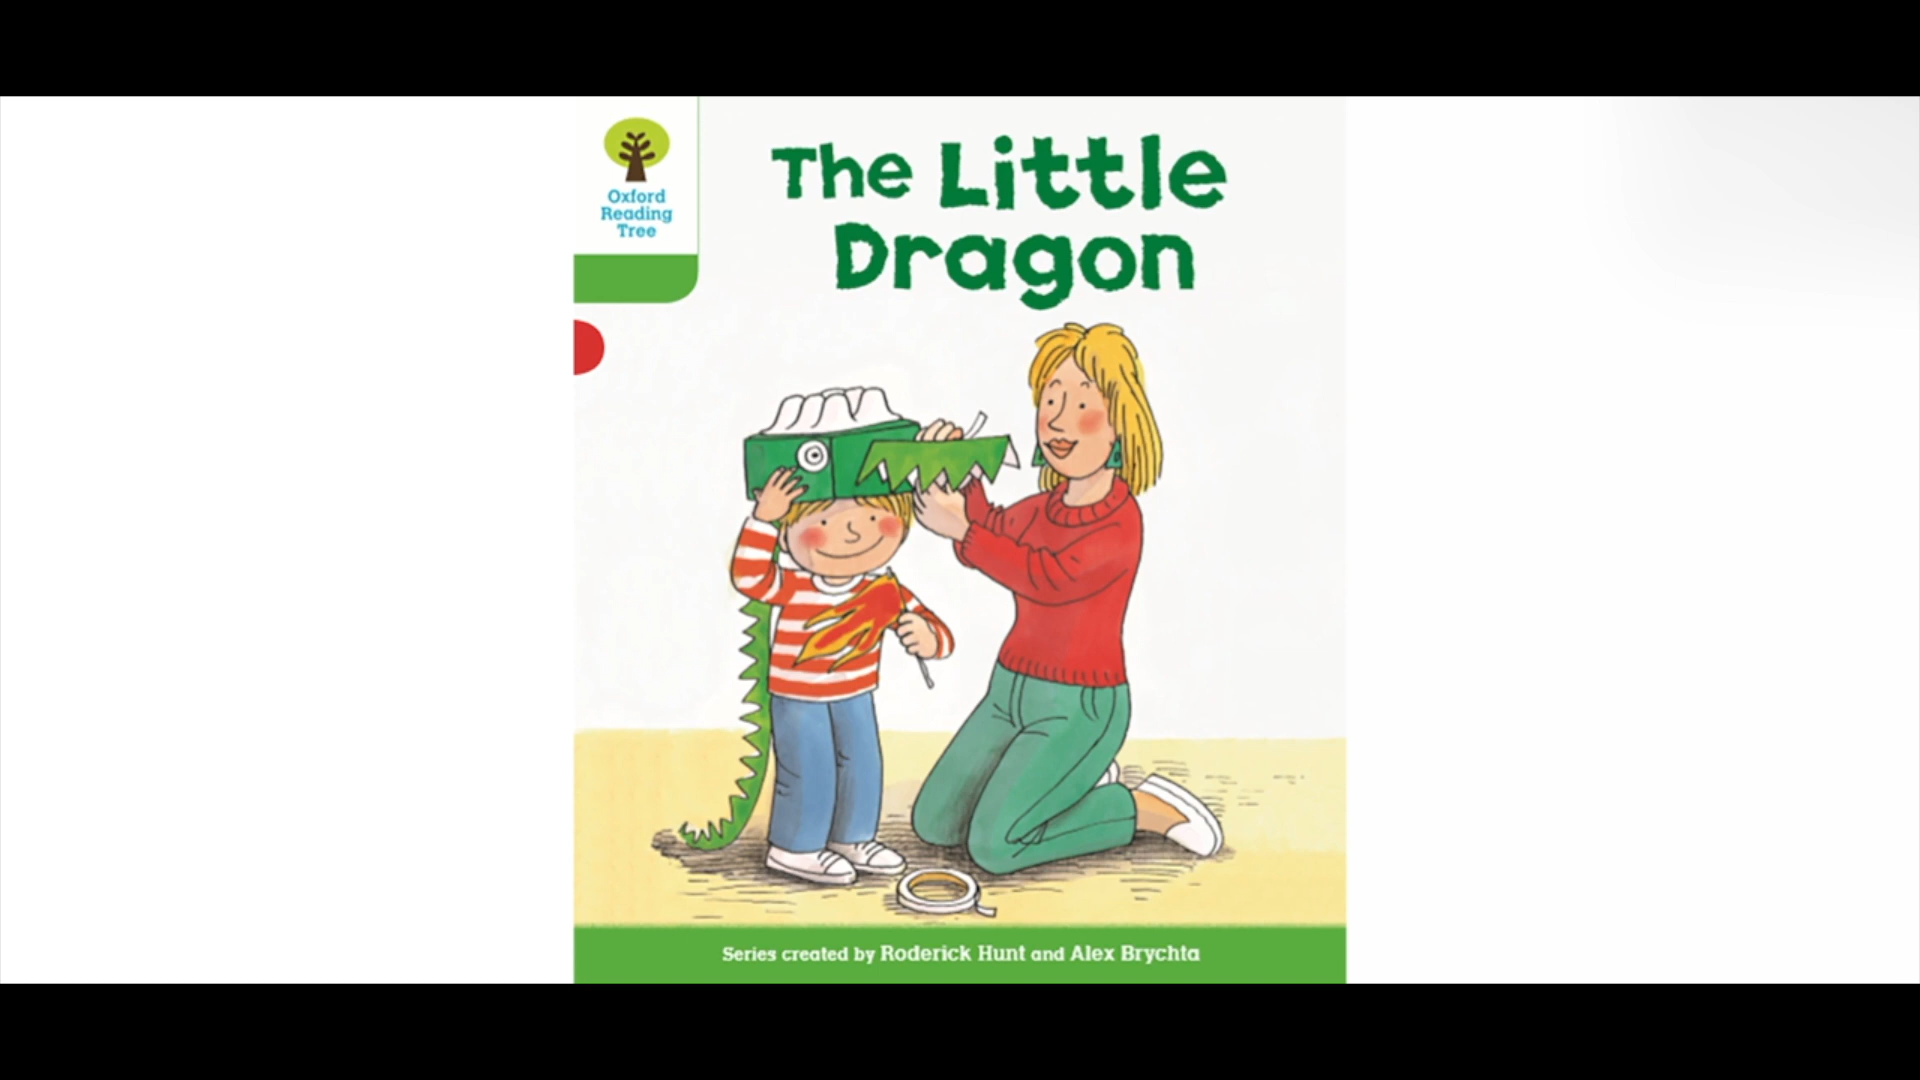 Oxford
Reading
Tree
The Little
Dragon
Series created by Roderick Hunt and Alex Brychta